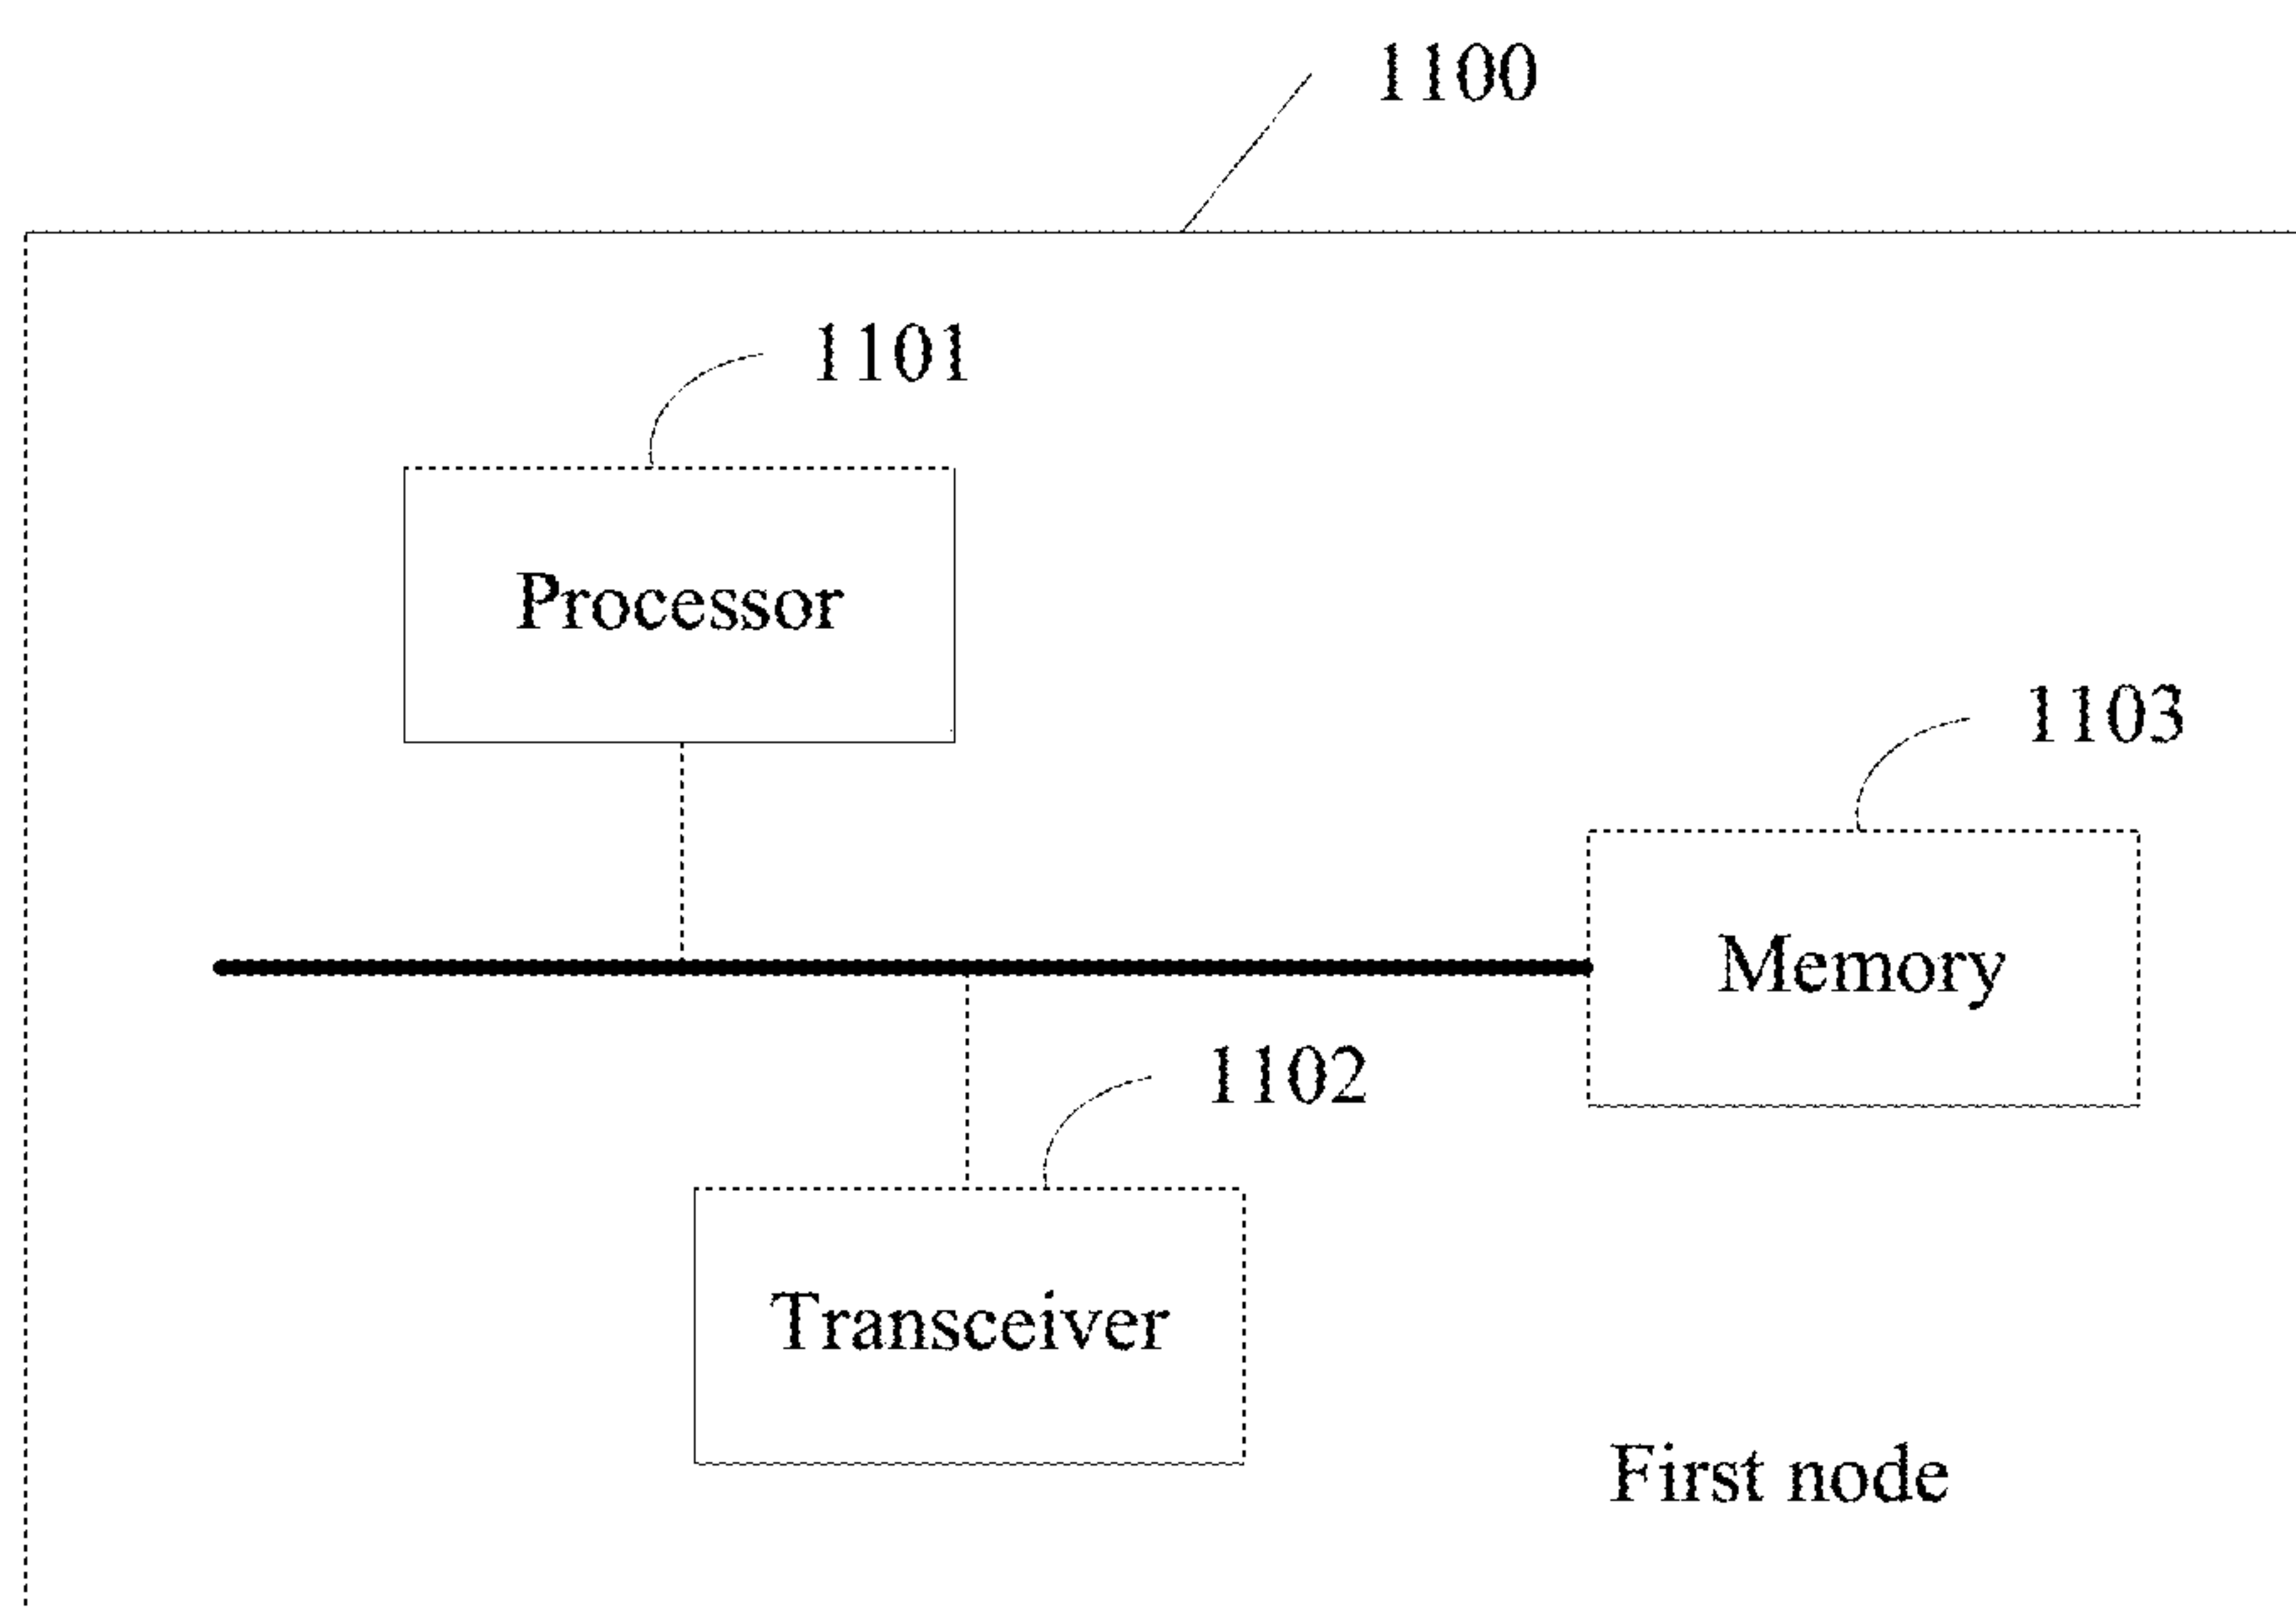 1100
1101
Processor
1103
Memory
1102
Transceiver
First node